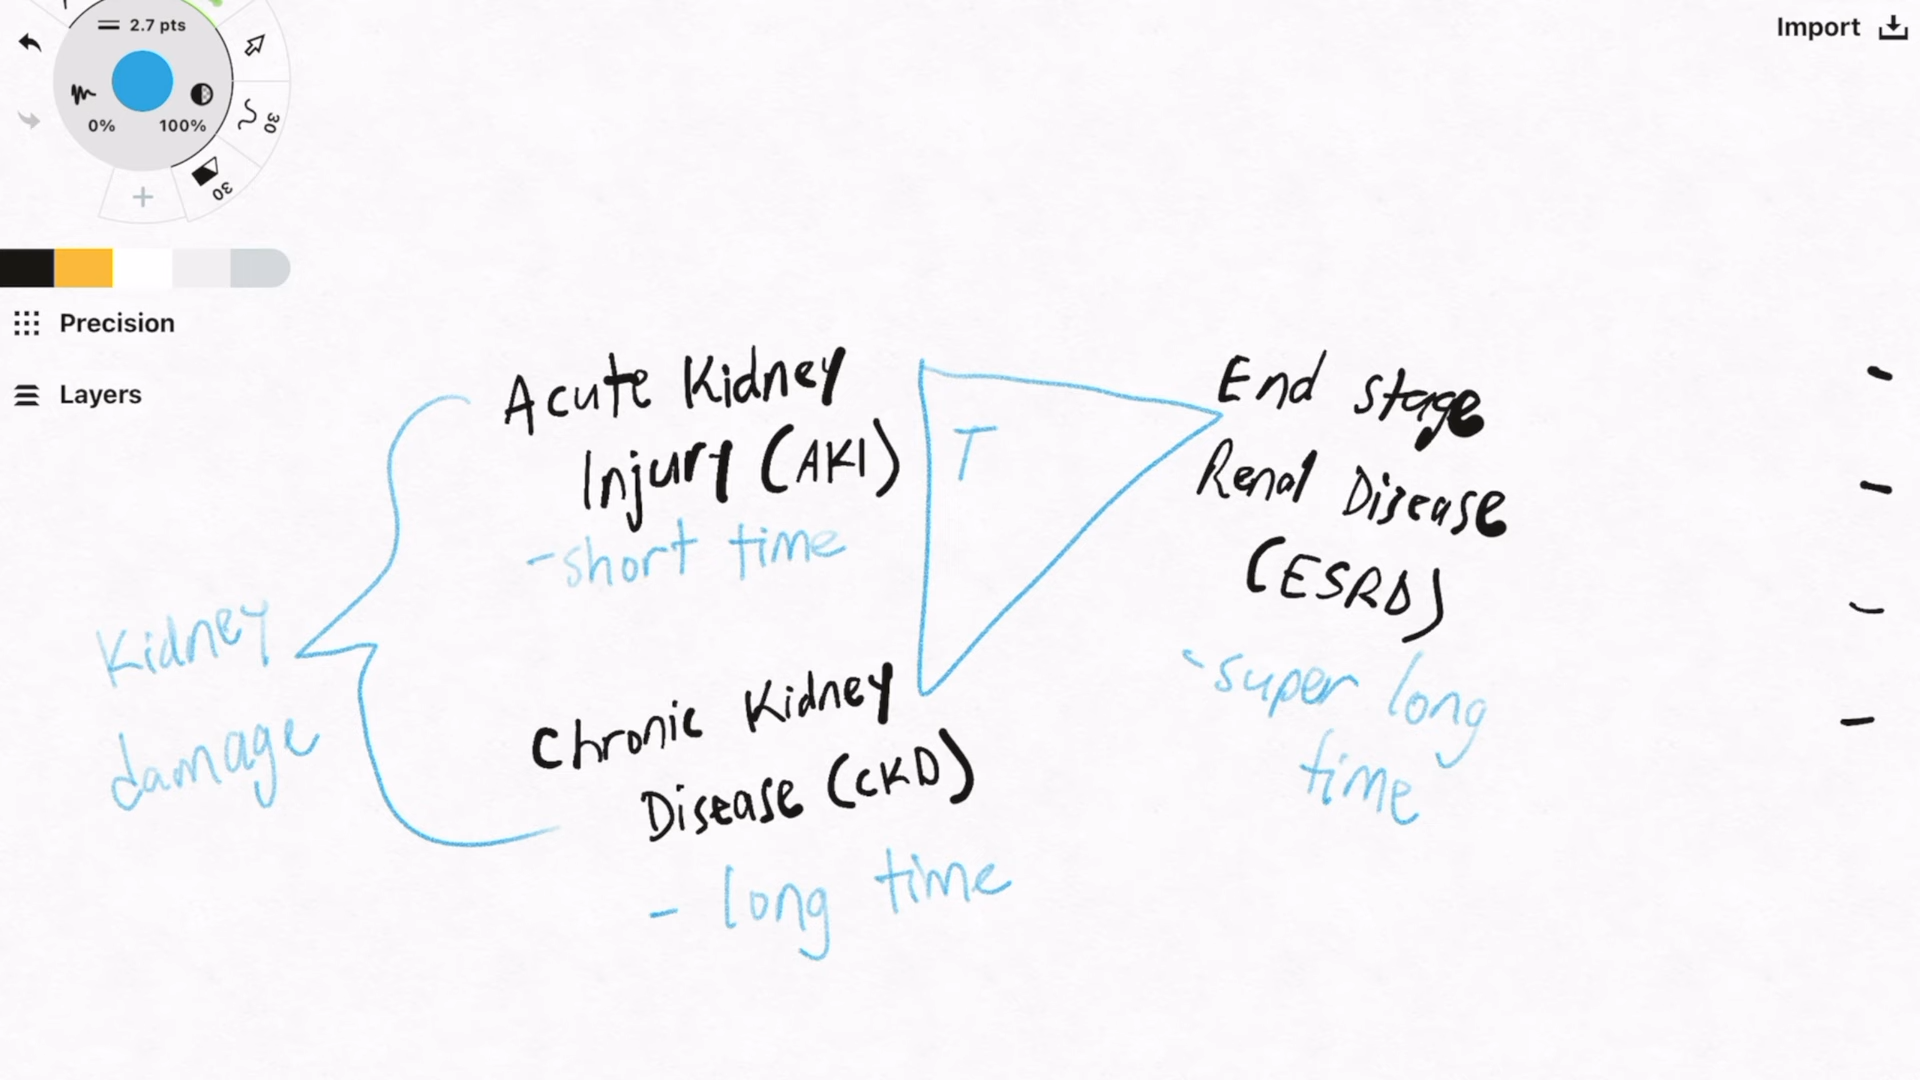 2.7 pts
0%
100%
30
30
Import
Precision
Layers
Kidney
damage
Acute Kidney
Injury (AKI)
-short time
Chronic Kidney
Disease (CKD)
- long time
T
End stage
Renal Disease
(ESRD)
-super long
time